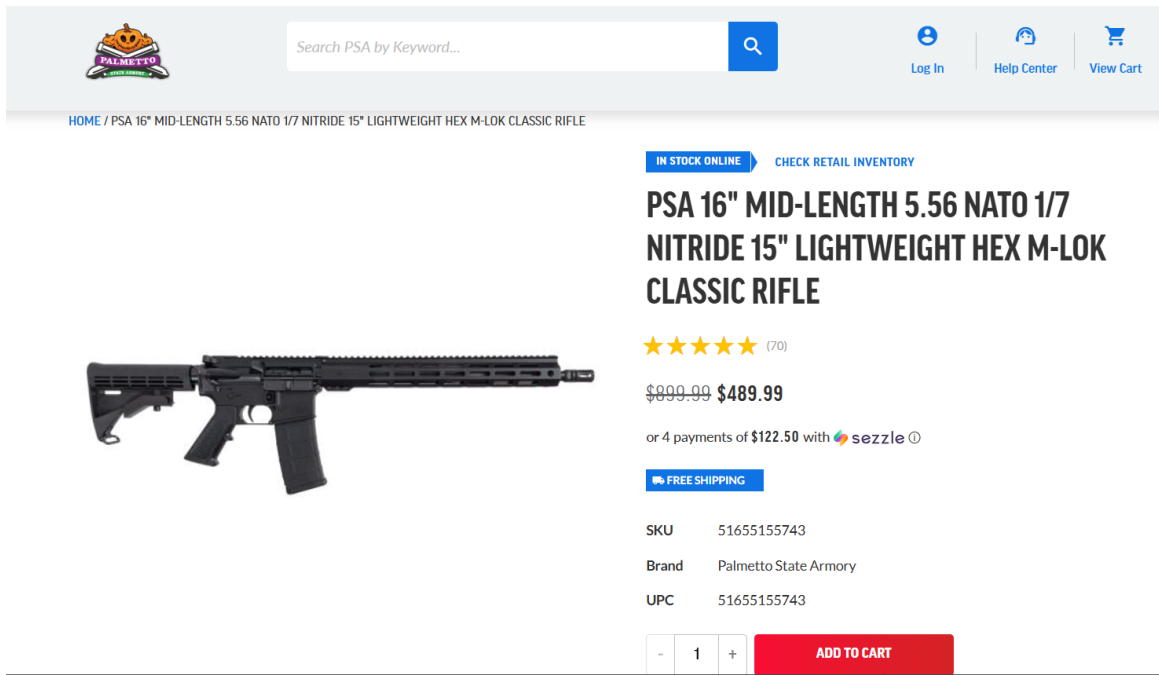 PALMETTO
STATE ARMORY
Search PSA by Keyword...
Log In
Help Center
View Cart
HOME / PSA 16" MID-LENGTH 5.56 NATO 1/7 NITRIDE 15" LIGHTWEIGHT HEX M-LOK CLASSIC RIFLE
IN STOCK ONLINE
CHECK RETAIL INVENTORY
PSA 16" MID-LENGTH 5.56 NATO 1/7
NITRIDE 15" LIGHTWEIGHT HEX M-LOK
CLASSIC RIFLE
(70)
$899.99 $489.99
or 4 payments of $122.50 with sezzle
FREE SHIPPING
SKU 51655155743
Brand Palmetto State Armory
UPC 51655155743
- 1 +
ADD TO CART